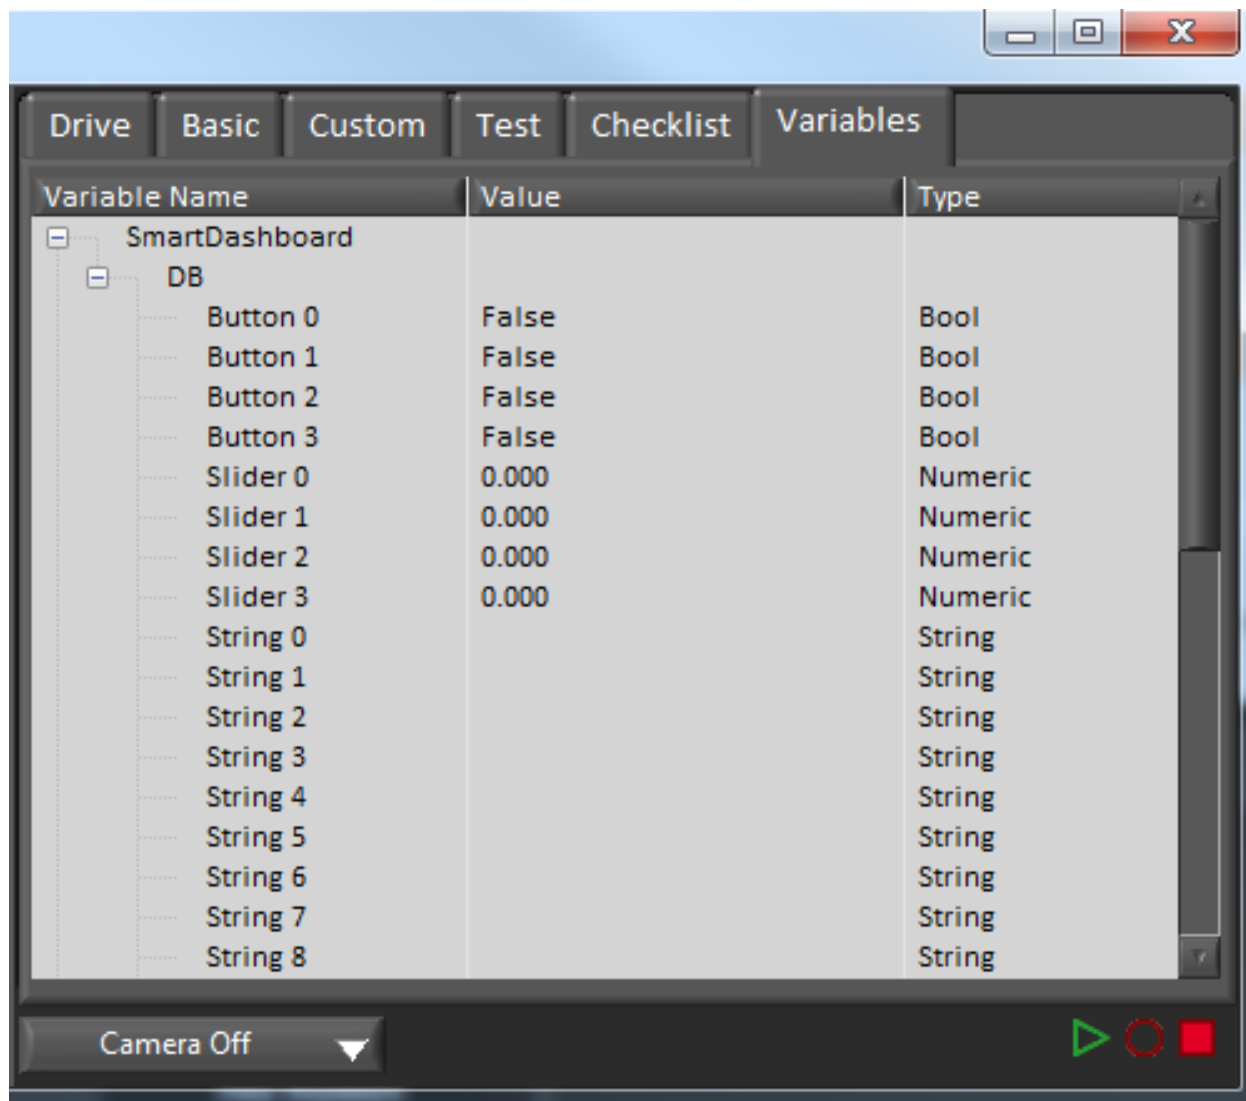 Drive Basic Custom Test Checklist Variables
Variable Name Value Type
SmartDashboard
DB
Button 0 False Bool
Button 1 False Bool
Button 2 False Bool
Button 3 False Bool
Slider 0 0.000 Numeric
Slider 1 0.000 Numeric
Slider 2 0.000 Numeric
Slider 3 0.000 Numeric
String 0 String
String 1 String
String 2 String
String 3 String
String 4 String
String 5 String
String 6 String
String 7 String
String 8 String
Camera Off